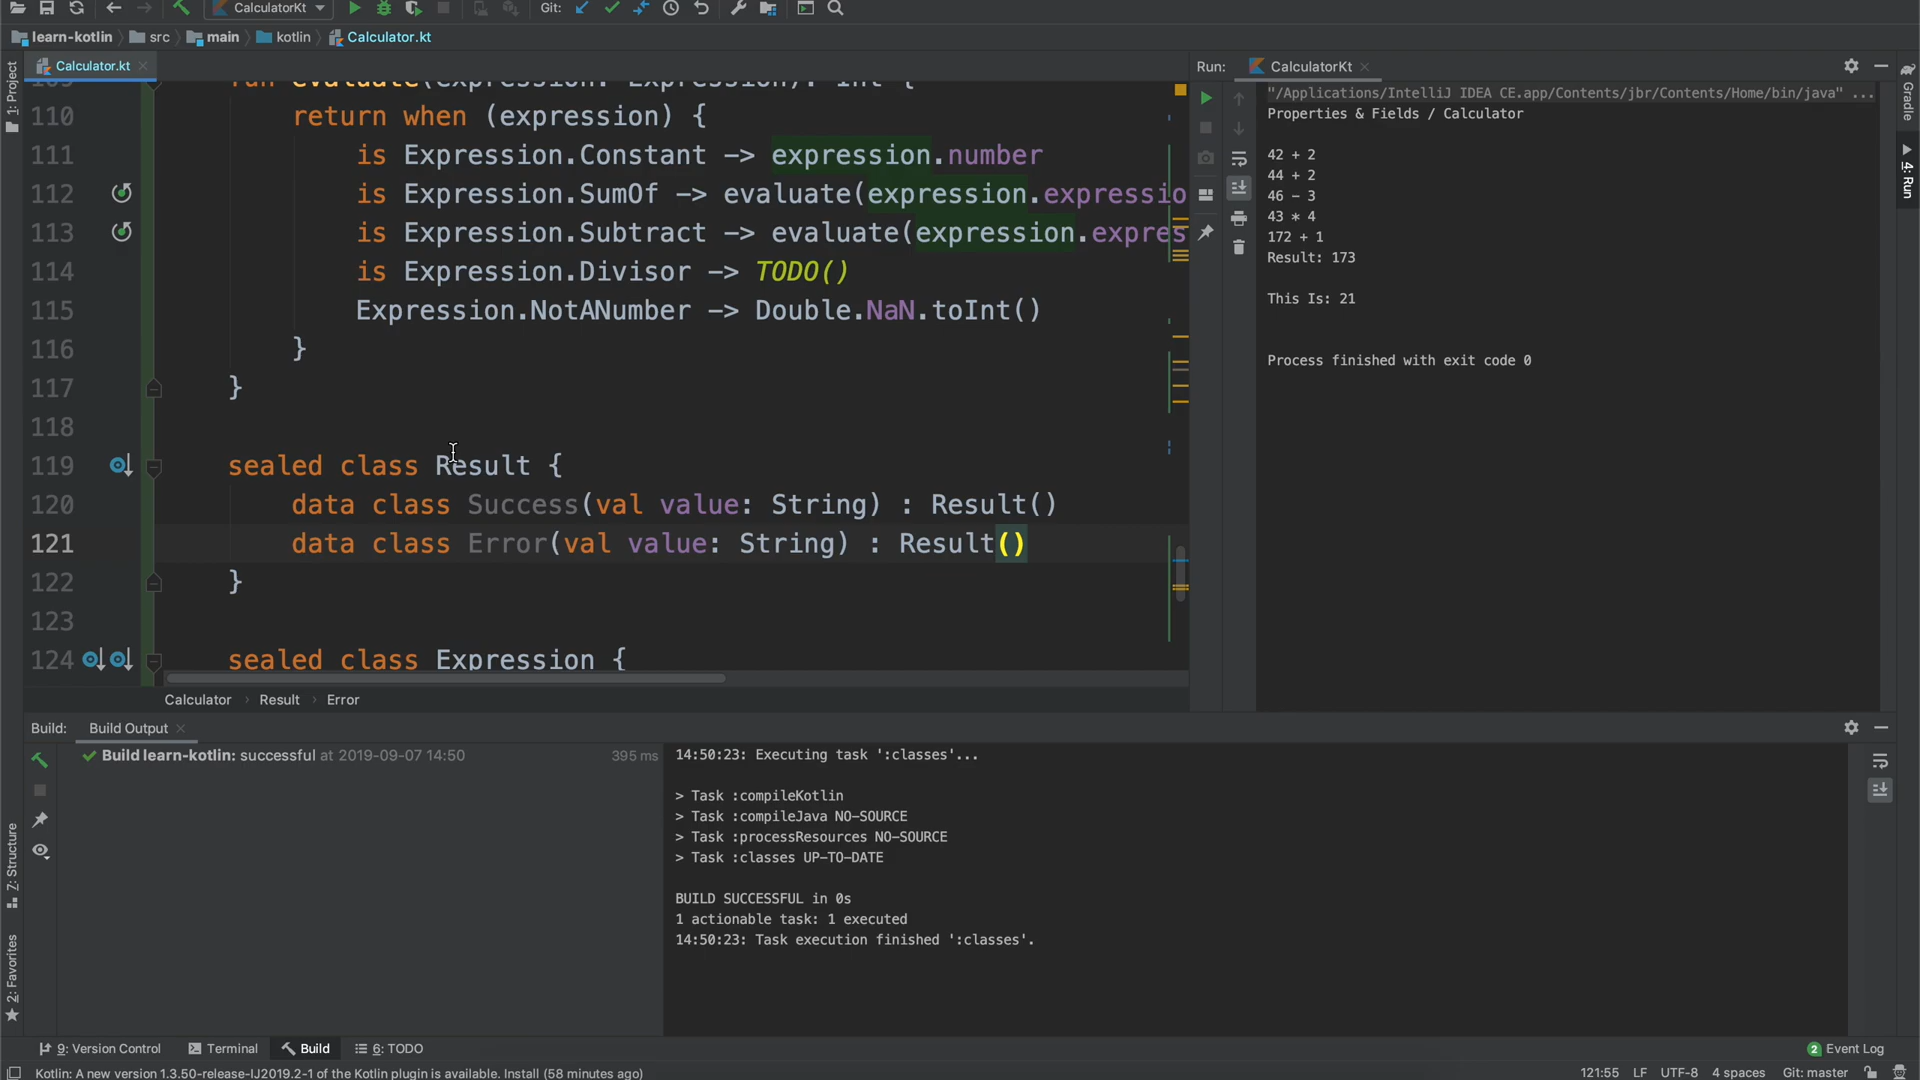 CalculatorKt
Git:
learn-kotlin
src
main
kotlin
Calculator.kt
1: Project
Calculator.kt
fun evaluate(expression: Expression): Int {
110 return when (expression) {
111 is Expression.Constant -> expression.number
112 is Expression.SumOf -> evaluate(expression.expressio
113 is Expression.Subtract -> evaluate(expression.expres
114 is Expression.Divisor -> TODO()
115 Expression.NotANumber -> Double.NaN.toInt()
116 }
117 }
118
119 sealed class Result {
120 data class Success(val value: String) : Result()
121 data class Error(val value: String) : Result()
122 }
123
124 sealed class Expression {
Calculator
Result
Error
Run:
CalculatorKt
"/Applications/IntelliJ IDEA CE.app/Contents/jbr/Contents/Home/bin/java" ...
Properties & Fields / Calculator
42 + 2
44 + 2
46 - 3
43 * 4
172 + 1
Result: 173
This Is: 21
Process finished with exit code 0
Gradle
4: Run
Build:
Build Output
Build learn-kotlin: successful at 2019-09-07 14:50
395 ms
14:50:23: Executing task ':classes'...
> Task :compileKotlin
> Task :compileJava NO-SOURCE
> Task :processResources NO-SOURCE
> Task :classes UP-TO-DATE
BUILD SUCCESSFUL in 0s
1 actionable task: 1 executed
14:50:23: Task execution finished ':classes'.
Z: Structure
2: Favorites
9: Version Control
Terminal
Build
6: TODO
2 Event Log
Kotlin: A new version 1.3.50-release-IJ2019.2-1 of the Kotlin plugin is available. Install (58 minutes ago)
121:55
LF
UTF-8
4 spaces
Git: master